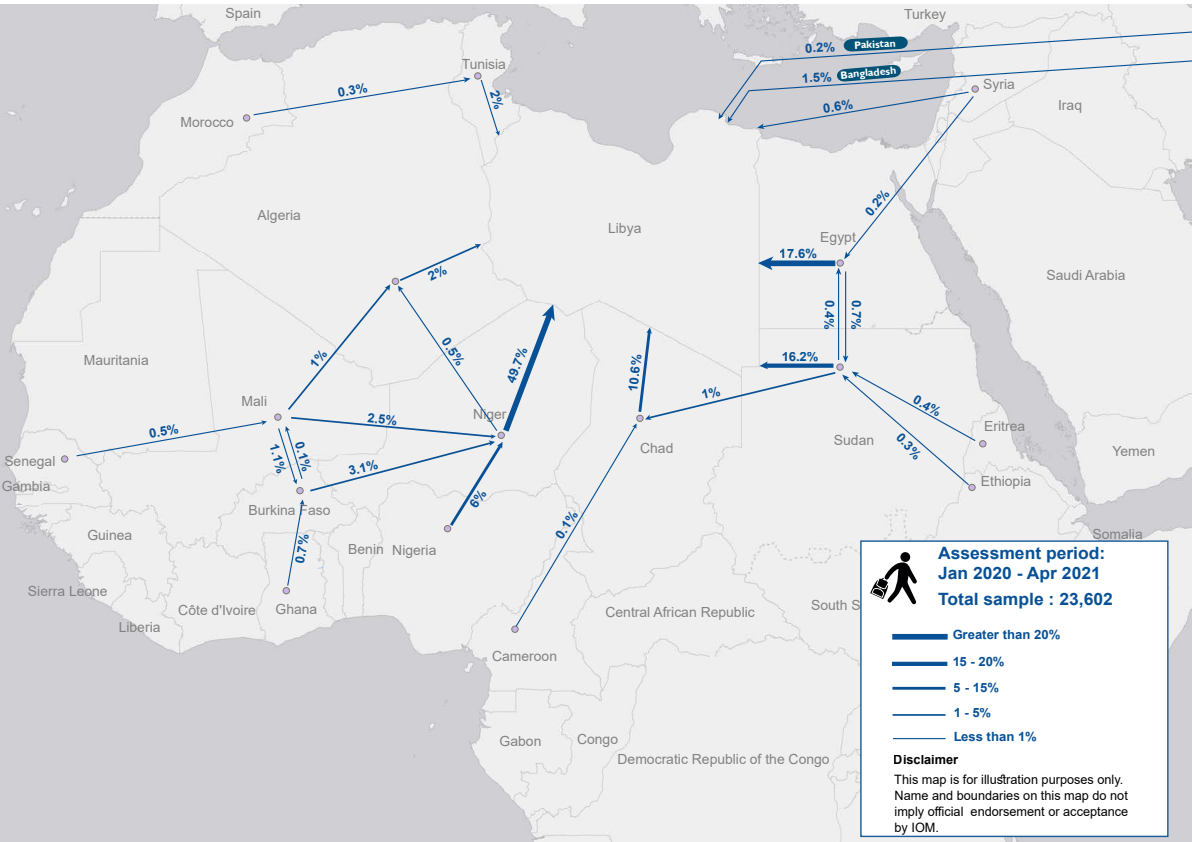 Spain
Turkey
0.2%
Pakistan
Tunisia
1.5%
Bangladesh
Syria
0.3%
2%
0.6%
Iraq
Morocco
0.2%
Algeria
Libya
Egypt
17.6%
2%
Saudi Arabia
0.4%
0.7%
1%
0.5%
49.7%
Mauritania
10.6%
16.2%
Mali
1%
0.4%
2.5%
Niger
0.5%
Eritrea
Chad
Sudan
0.3%
Yemen
Senegal
1.1%
0.1%
3.1%
Gambia
6%
Ethiopia
Burkina Faso
0.1%
Guinea
0.7%
Benin
Nigeria
Somalia
Sierra Leone
Côte d'Ivoire
Ghana
Central African Republic
South S
Liberia
Cameroon
Gabon
Congo
Democratic Republic of the Congo
Assessment period:
Jan 2020 - Apr 2021
Total sample : 23,602
Greater than 20%
15 - 20%
5 - 15%
1 - 5%
Less than 1%
Disclaimer
This map is for illustration purposes only.
Name and boundaries on this map do not
imply official endorsement or acceptance
by IOM.